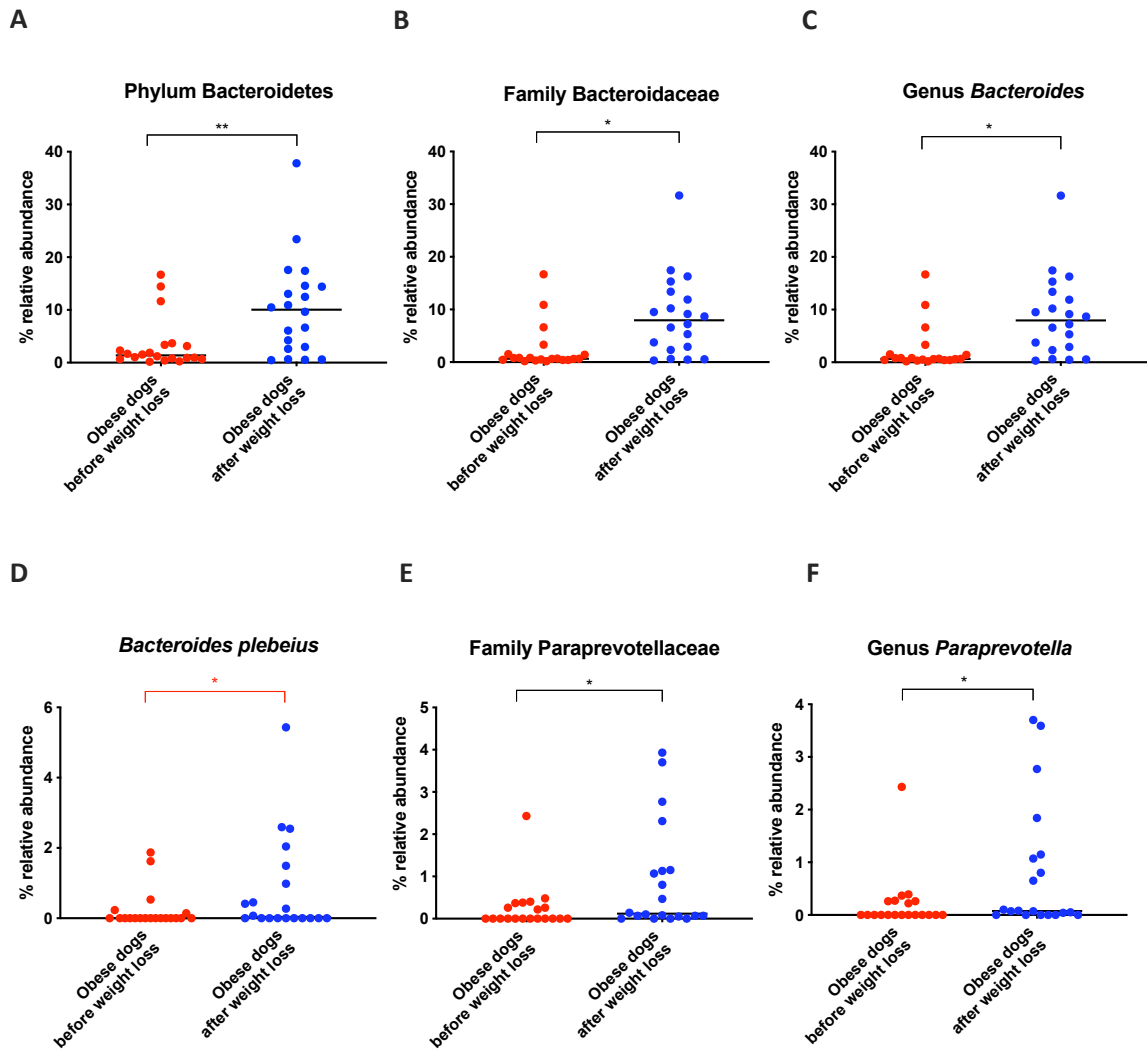 A
B
C
Phylum Bacteroidetes
Family Bacteroidaceae
Genus Bacteroides
**
*
*
% relative abundance
40
30
20
10
0
% relative abundance
40
30
20
10
0
% relative abundance
40
30
20
10
0
Obese dogs
before weight loss
Obese dogs
after weight loss
Obese dogs
before weight loss
Obese dogs
after weight loss
Obese dogs
before weight loss
Obese dogs
after weight loss
D
E
F
Bacteroides plebeius
Family Paraprevotellaceae
Genus Paraprevotella
*
*
*
% relative abundance
6
4
2
0
% relative abundance
5
4
3
2
1
0
% relative abundance
4
3
2
1
0
Obese dogs
before weight loss
Obese dogs
after weight loss
Obese dogs
before weight loss
Obese dogs
after weight loss
Obese dogs
before weight loss
Obese dogs
after weight loss